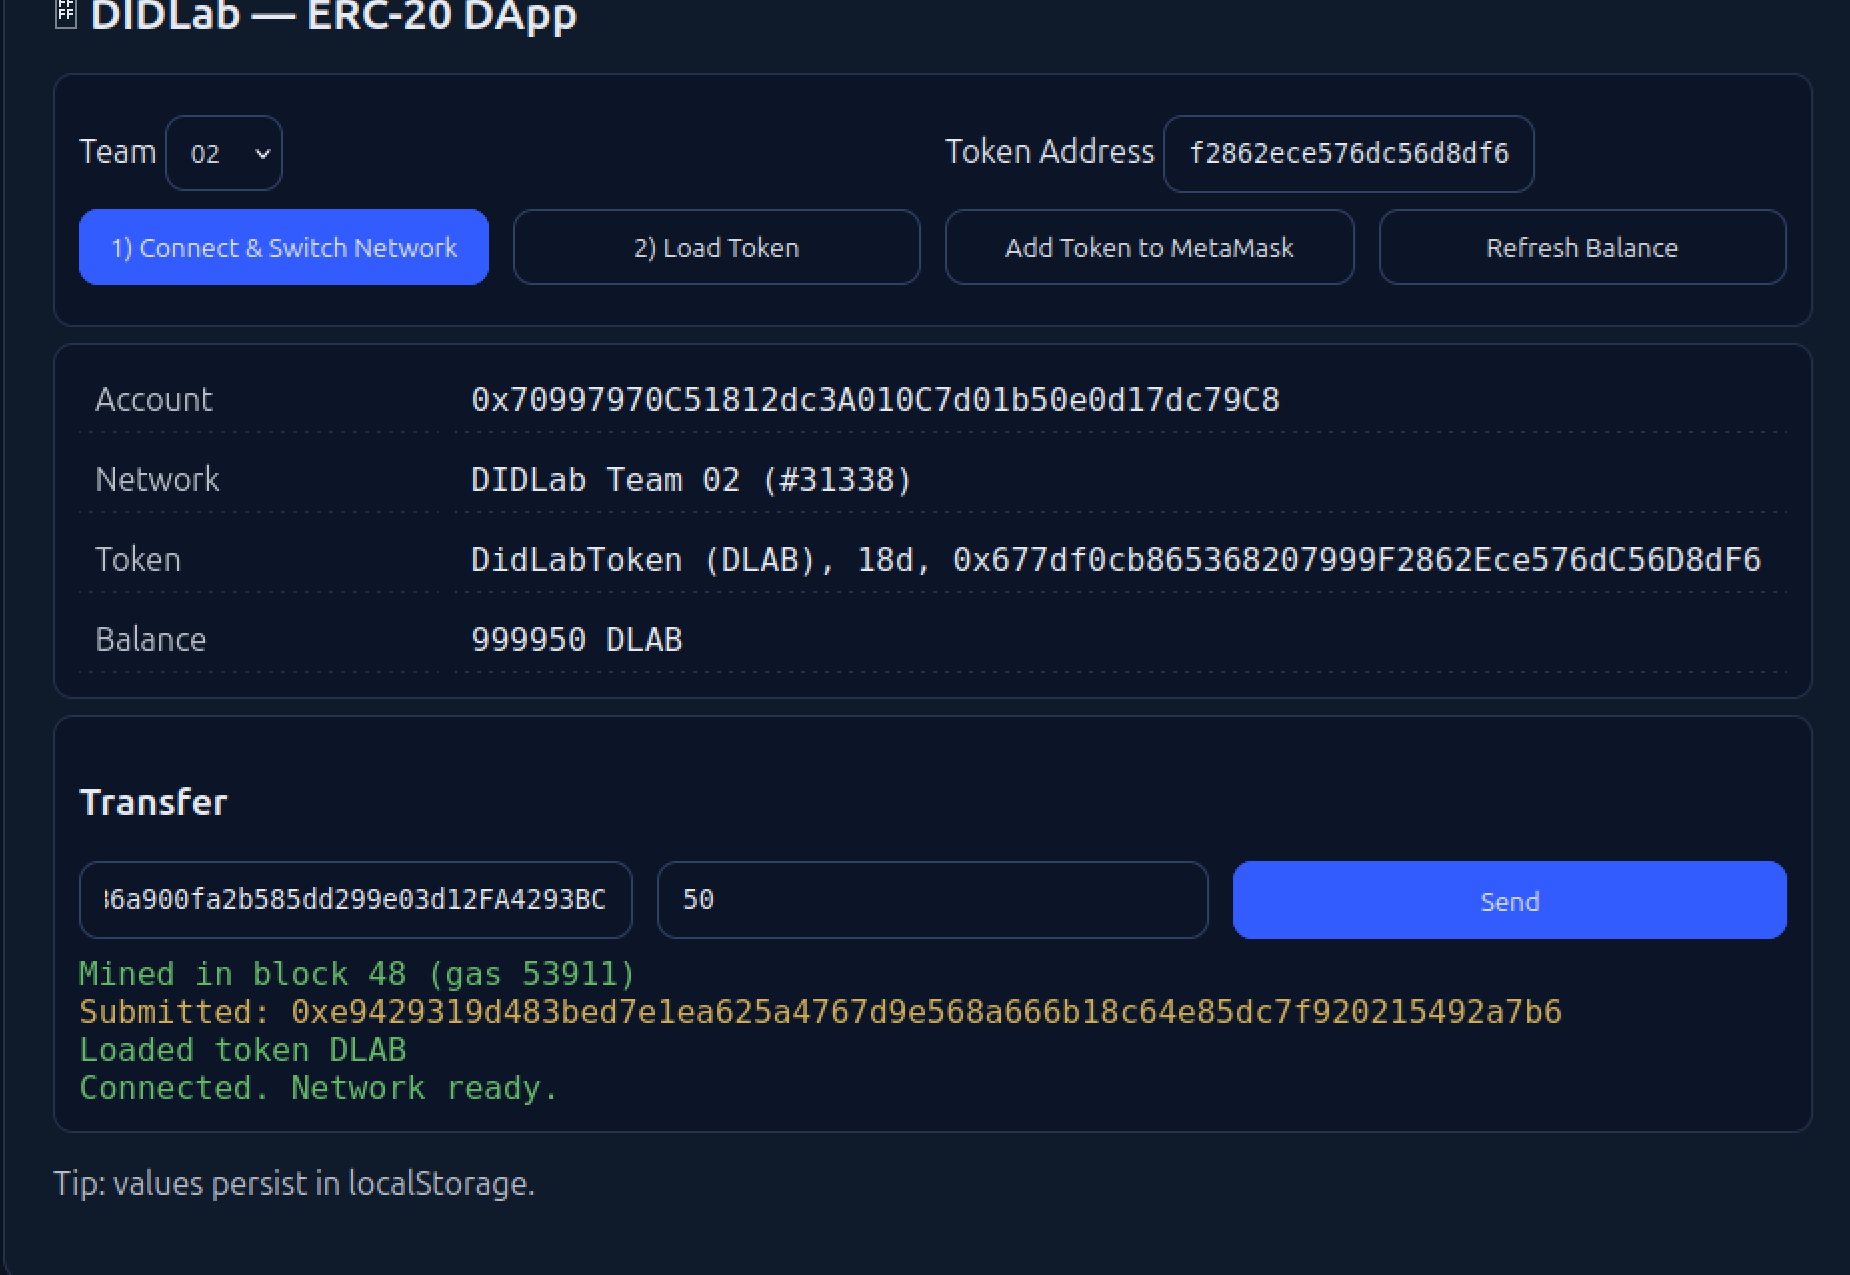 DIDLab — ERC-20 DApp
Team 02
Token Address f2862ece576dc56d8df6
1) Connect & Switch Network
2) Load Token
Add Token to MetaMask
Refresh Balance
Account 0x70997970C51812dc3A010C7d01b50e0d17dc79C8
Network DIDLab Team 02 (#31338)
Token DidLabToken (DLAB), 18d, 0x677df0cb865368207999F2862Ece576dC56D8dF6
Balance 999950 DLAB
Transfer
36a900fa2b585dd299e03d12FA4293BC
50
Send
Mined in block 48 (gas 53911)
Submitted: 0xe9429319d483bed7e1ea625a4767d9e568a666b18c64e85dc7f920215492a7b6
Loaded token DLAB
Connected. Network ready.
Tip: values persist in localStorage.